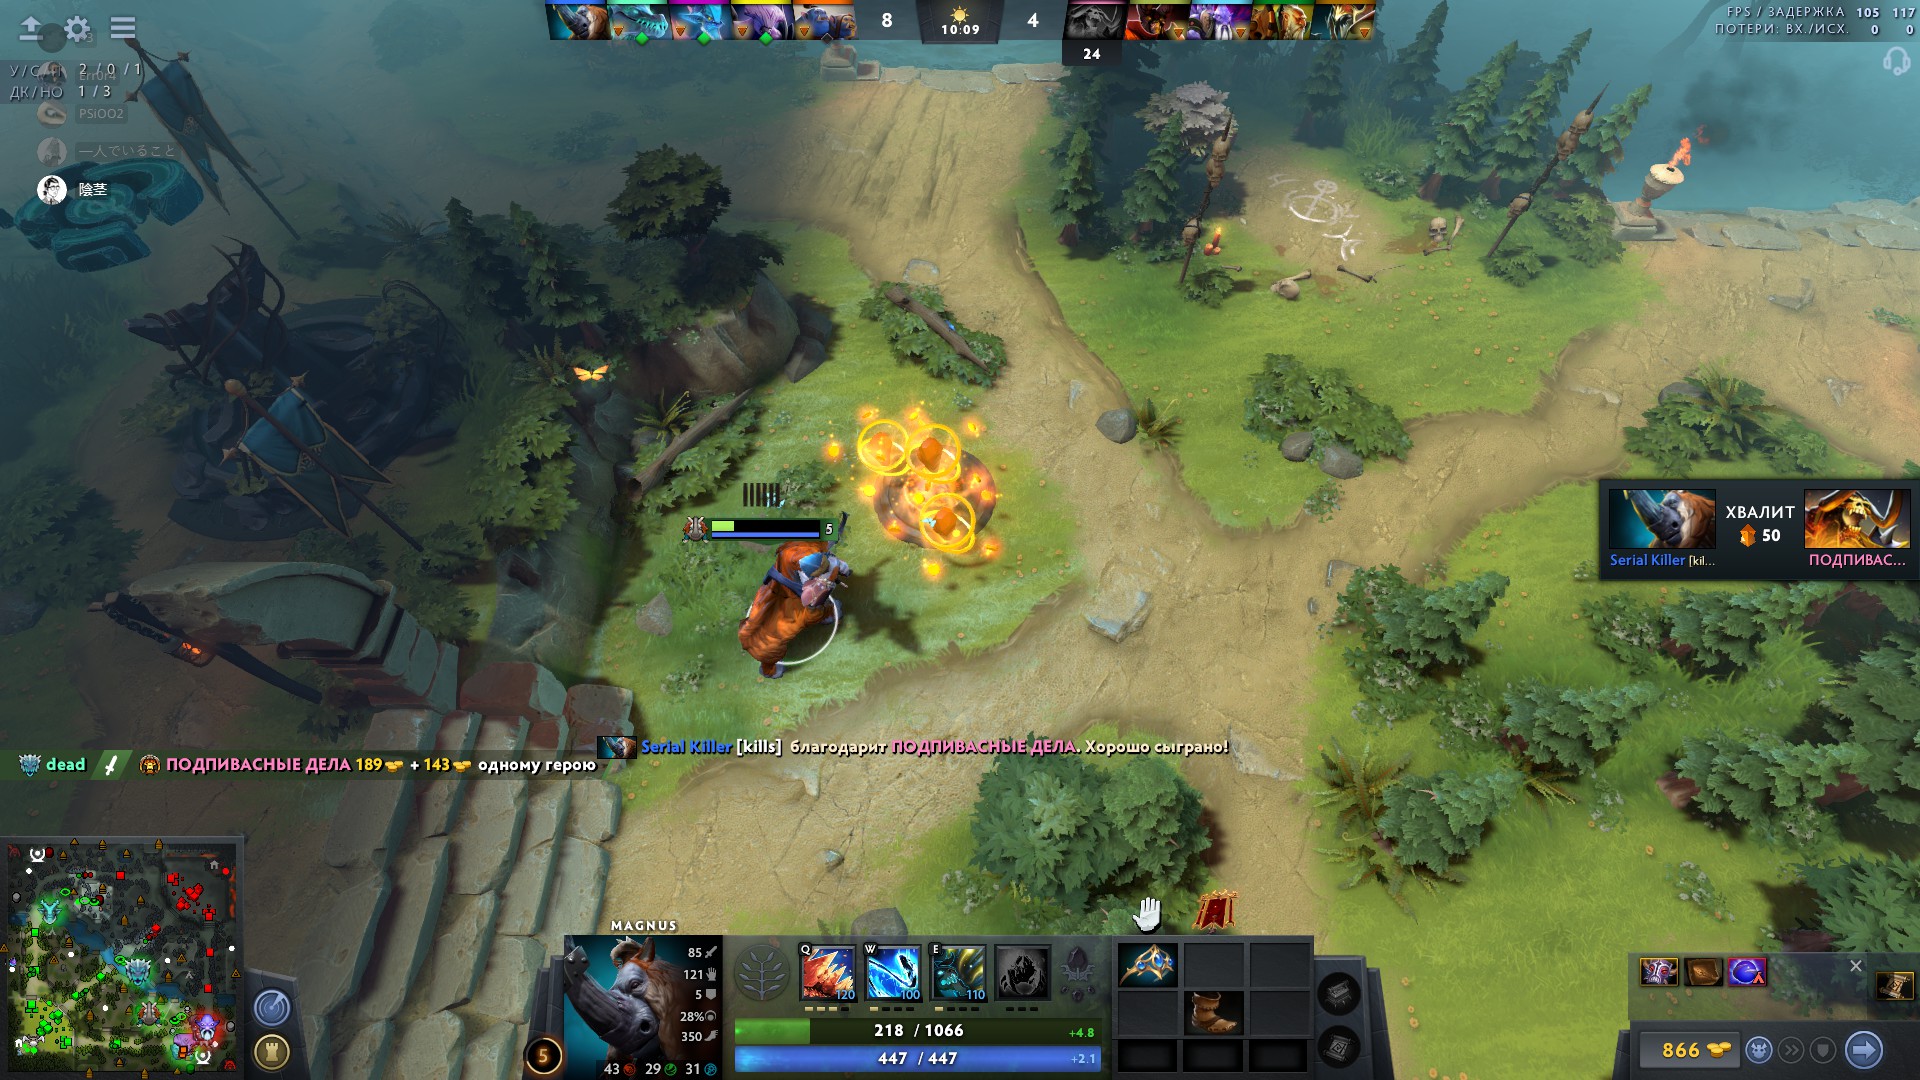 8
10:09
4
24
FPS / ЗАДЕРЖКА 105 117
ПОТЕРИ: ВХ./ИСХ. 0 0
У / С / П 2 / 0 / 1
ДК / НО 1 / 3
PSiOO2
一人でいること
陰茎
5
ХВАЛИТ
50
Serial Killer [kil...
ПОДПИВАС...
Serial Killer [kills] благодарит ПОДПИВАСНЫЕ ДЕЛА. Хорошо сыграно!
dead ПОДПИВАСНЫЕ ДЕЛА 189 + 143 одному герою
MAGNUS
85
121
5
28%
350
43 29 31
5
Q 120
W 100
E 110
218 / 1066 +4.8
447 / 447 +2.1
866